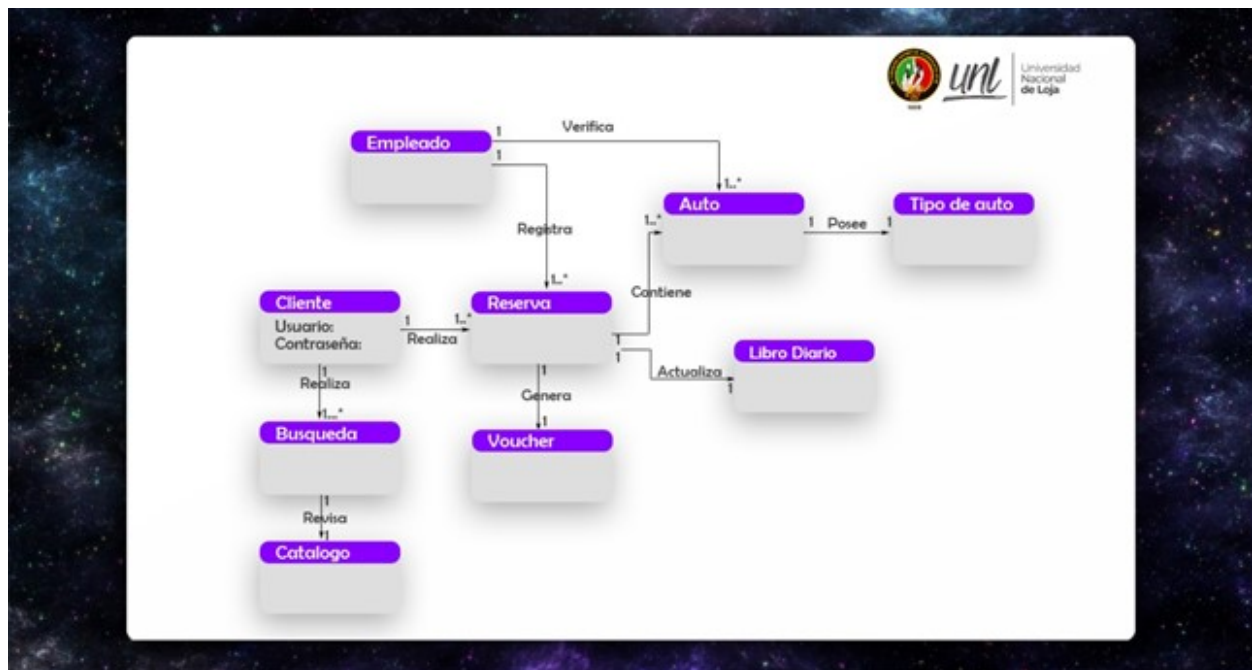 unl
Universidad
Nacional
de Loja
Empleado
1
Verifica
1
1..*
Auto
Tipo de auto
1..*
1
Posee
1
Registra
1..*
Contiene
Cliente
Usuario:
Contraseña:
1
Realiza
1..*
Reserva
1
1
Libro Diario
Actualiza
1
1
Realiza
1
Genera
1...*
1
Busqueda
Voucher
1
Revisa
1
Catalogo